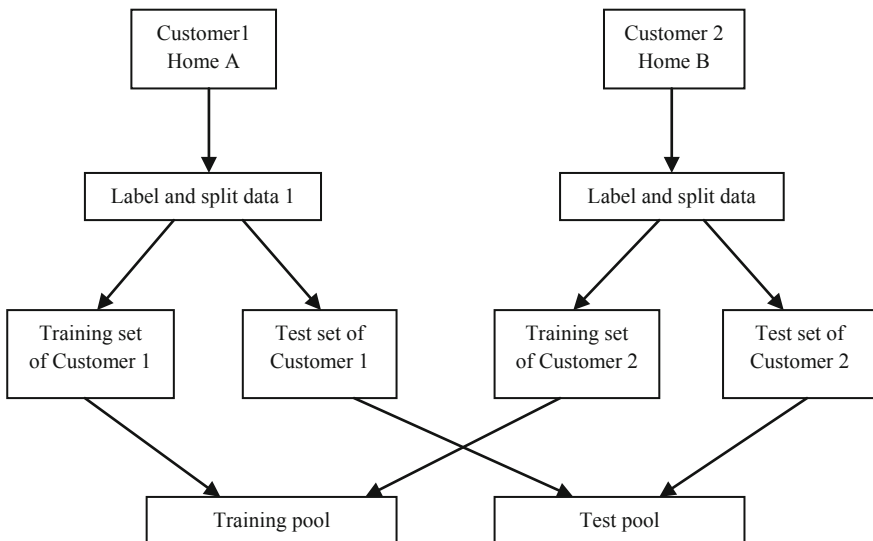 Customer1
Home A
Customer 2
Home B
Label and split data 1
Label and split data
Training set
of Customer 1
Test set of
Customer 1
Training set
of Customer 2
Test set of
Customer 2
Training pool
Test pool